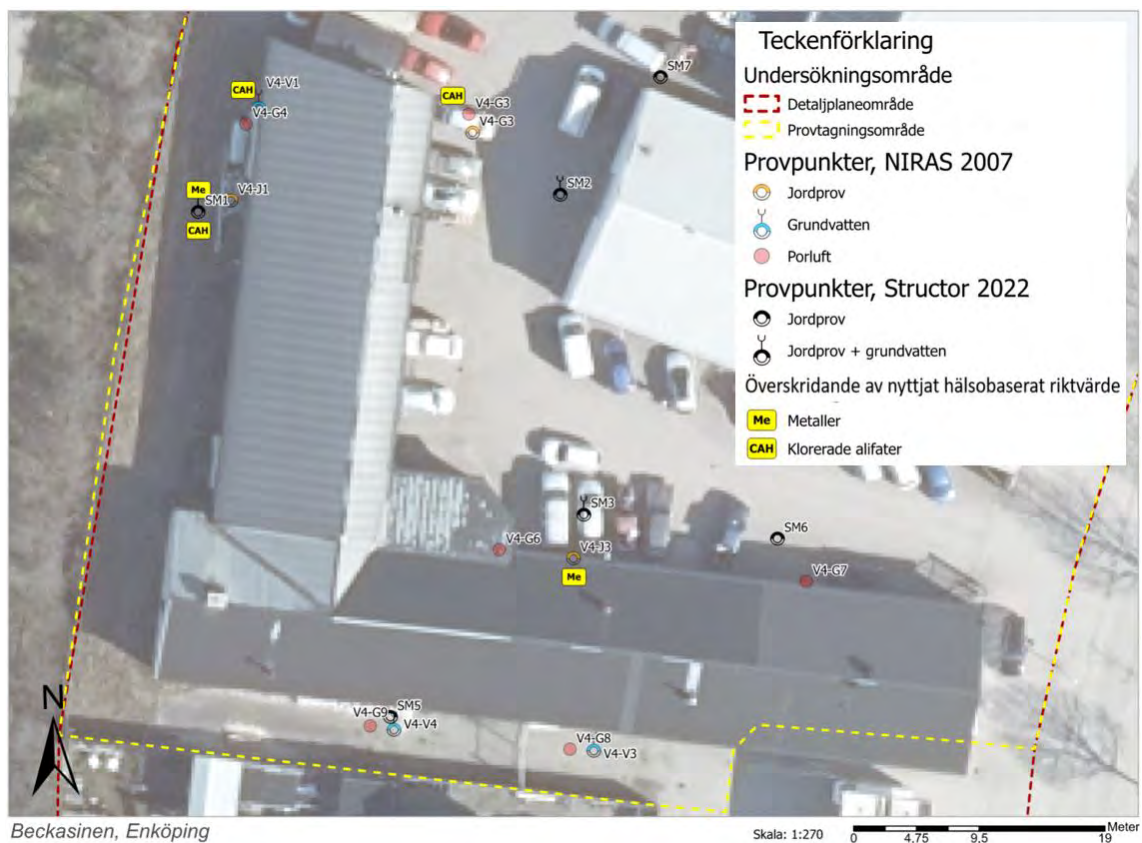 Teckenförklaring
Undersökningsområde
Detaljplaneområde
Provtagningsområde
Provpunkter, NIRAS 2007
Jordprov
Grundvatten
Porluft
Provpunkter, Structor 2022
Jordprov
Jordprov + grundvatten
Överskridande av nyttjat hälsobaserat riktvärde
Me Metaller
CAH Klorerade alifater
SM7
CAH V4-V1
V4-G4
CAH V4-G3
V4-G3
SM2
Me V4-J1
SM1
CAH
SM3
V4-G6
V4-J3
Me
SM6
V4-G7
SM5
V4-G9
V4-V4
V4-G8
V4-V3
N
Beckasinen, Enköping
Skala: 1:270
Meter
0 4,75 9,5 19